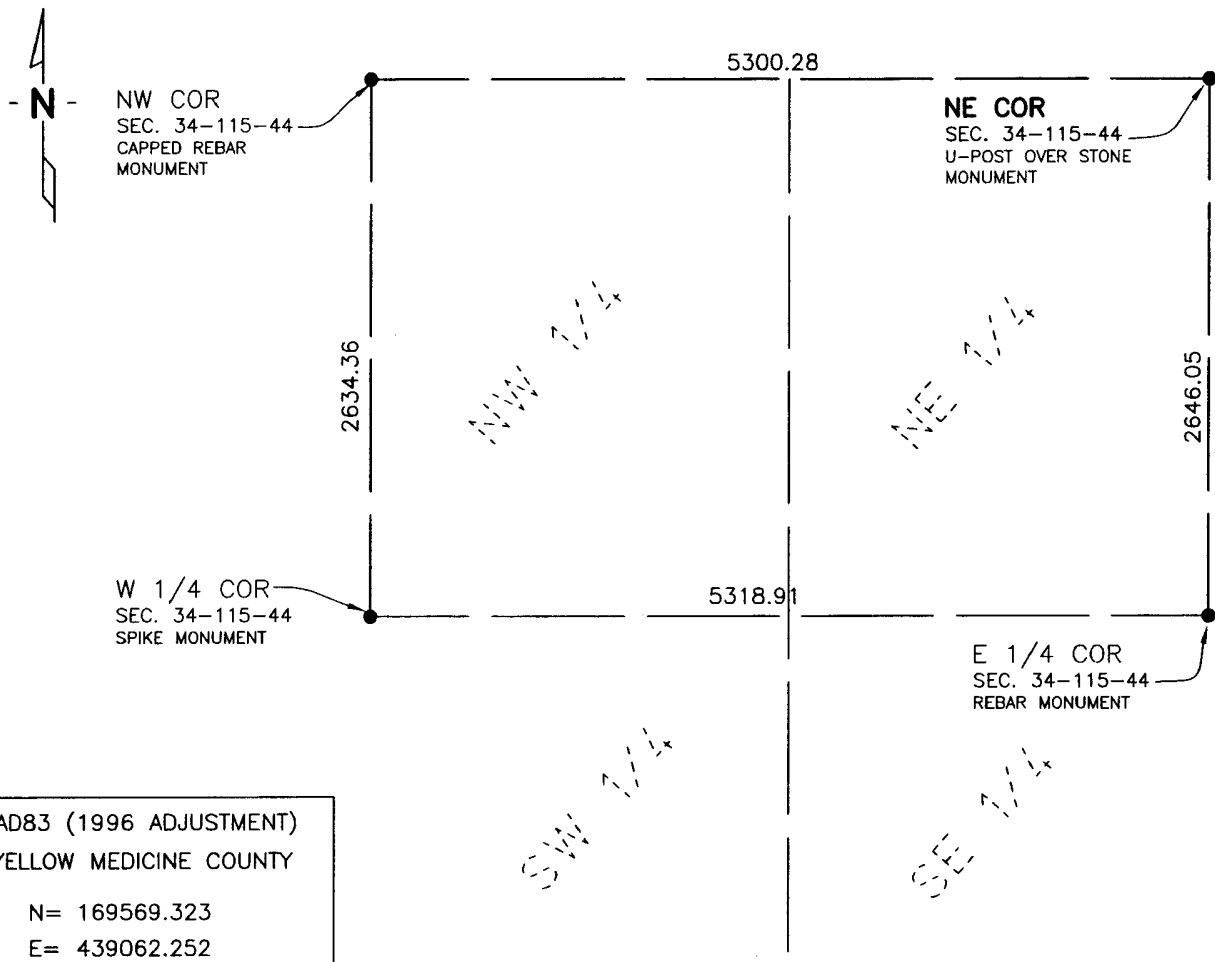 5300.28
- N -
NW COR
SEC. 34-115-44
CAPPED REBAR
MONUMENT
NE COR
SEC. 34-115-44
U-POST OVER STONE
MONUMENT
NW 1/4
NE 1/4
2634.36
2646.05
W 1/4 COR
SEC. 34-115-44
SPIKE MONUMENT
5318.91
E 1/4 COR
SEC. 34-115-44
REBAR MONUMENT
SW 1/4
SE 1/4
AD83 (1996 ADJUSTMENT)
YELLOW MEDICINE COUNTY
N= 169569.323
E= 439062.252